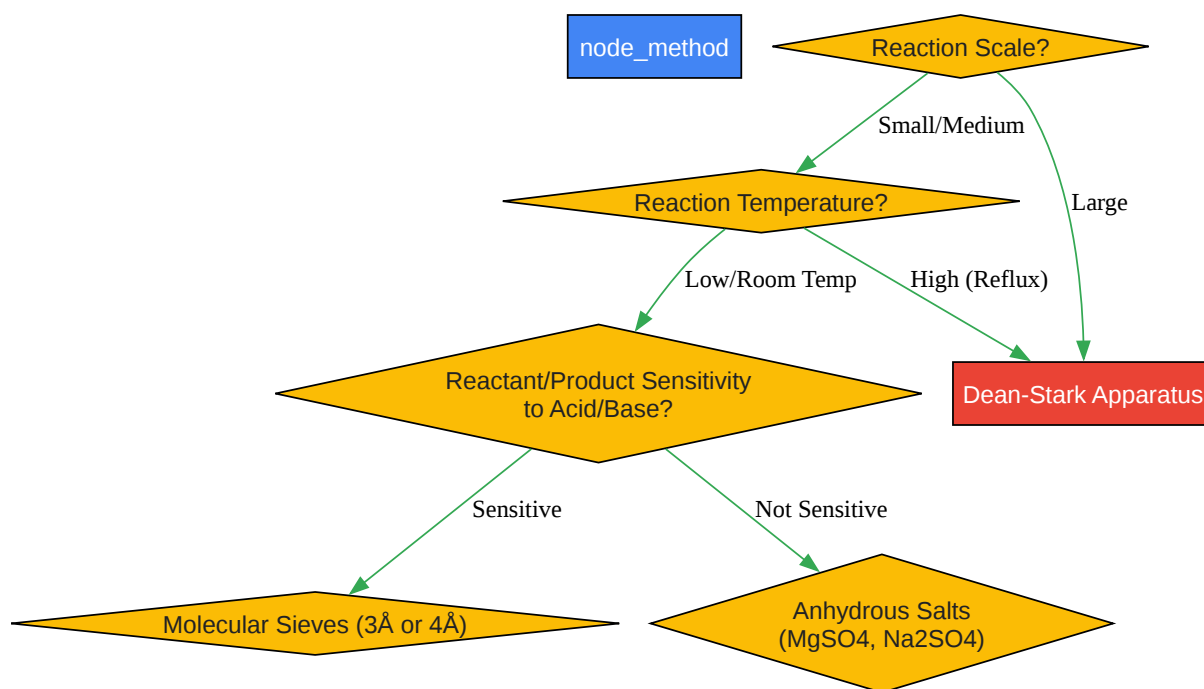 node_method
Reaction Scale?
Small/Medium
Reaction Temperature?
Large
Low/Room Temp
High (Reflux)
Reactant/Product Sensitivity
to Acid/Base?
Dean-Stark Apparatus
Sensitive
Not Sensitive
Molecular Sieves (3Å or 4Å)
Anhydrous Salts
(MgSO4, Na2SO4)